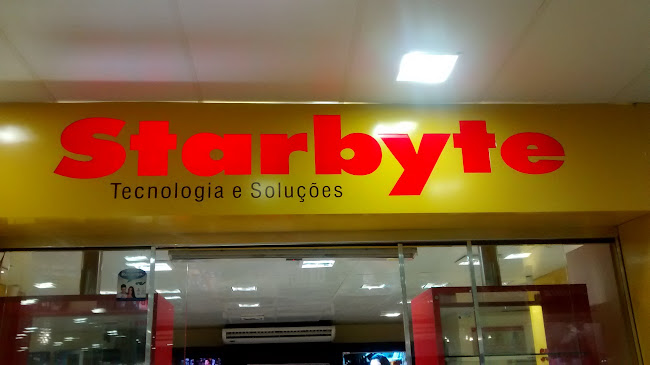 Starbyte
Tecnologia e Soluções